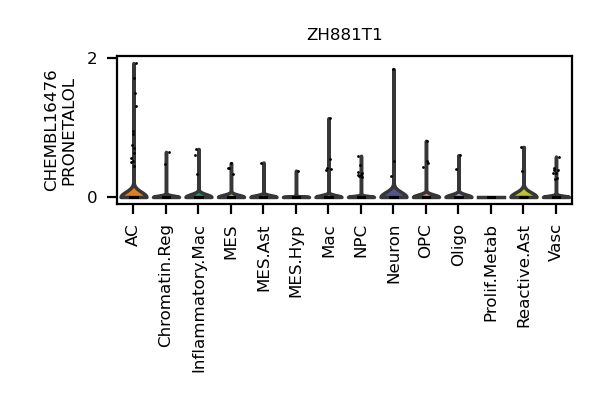 ZH881T1
CHEMBL16476
PRONETALOL
2
0
AC
Chromatin.Reg
Inflammatory.Mac
MES
MES.Ast
MES.Hyp
Mac
NPC
Neuron
OPC
Oligo
Prolif.Metab
Reactive.Ast
Vasc